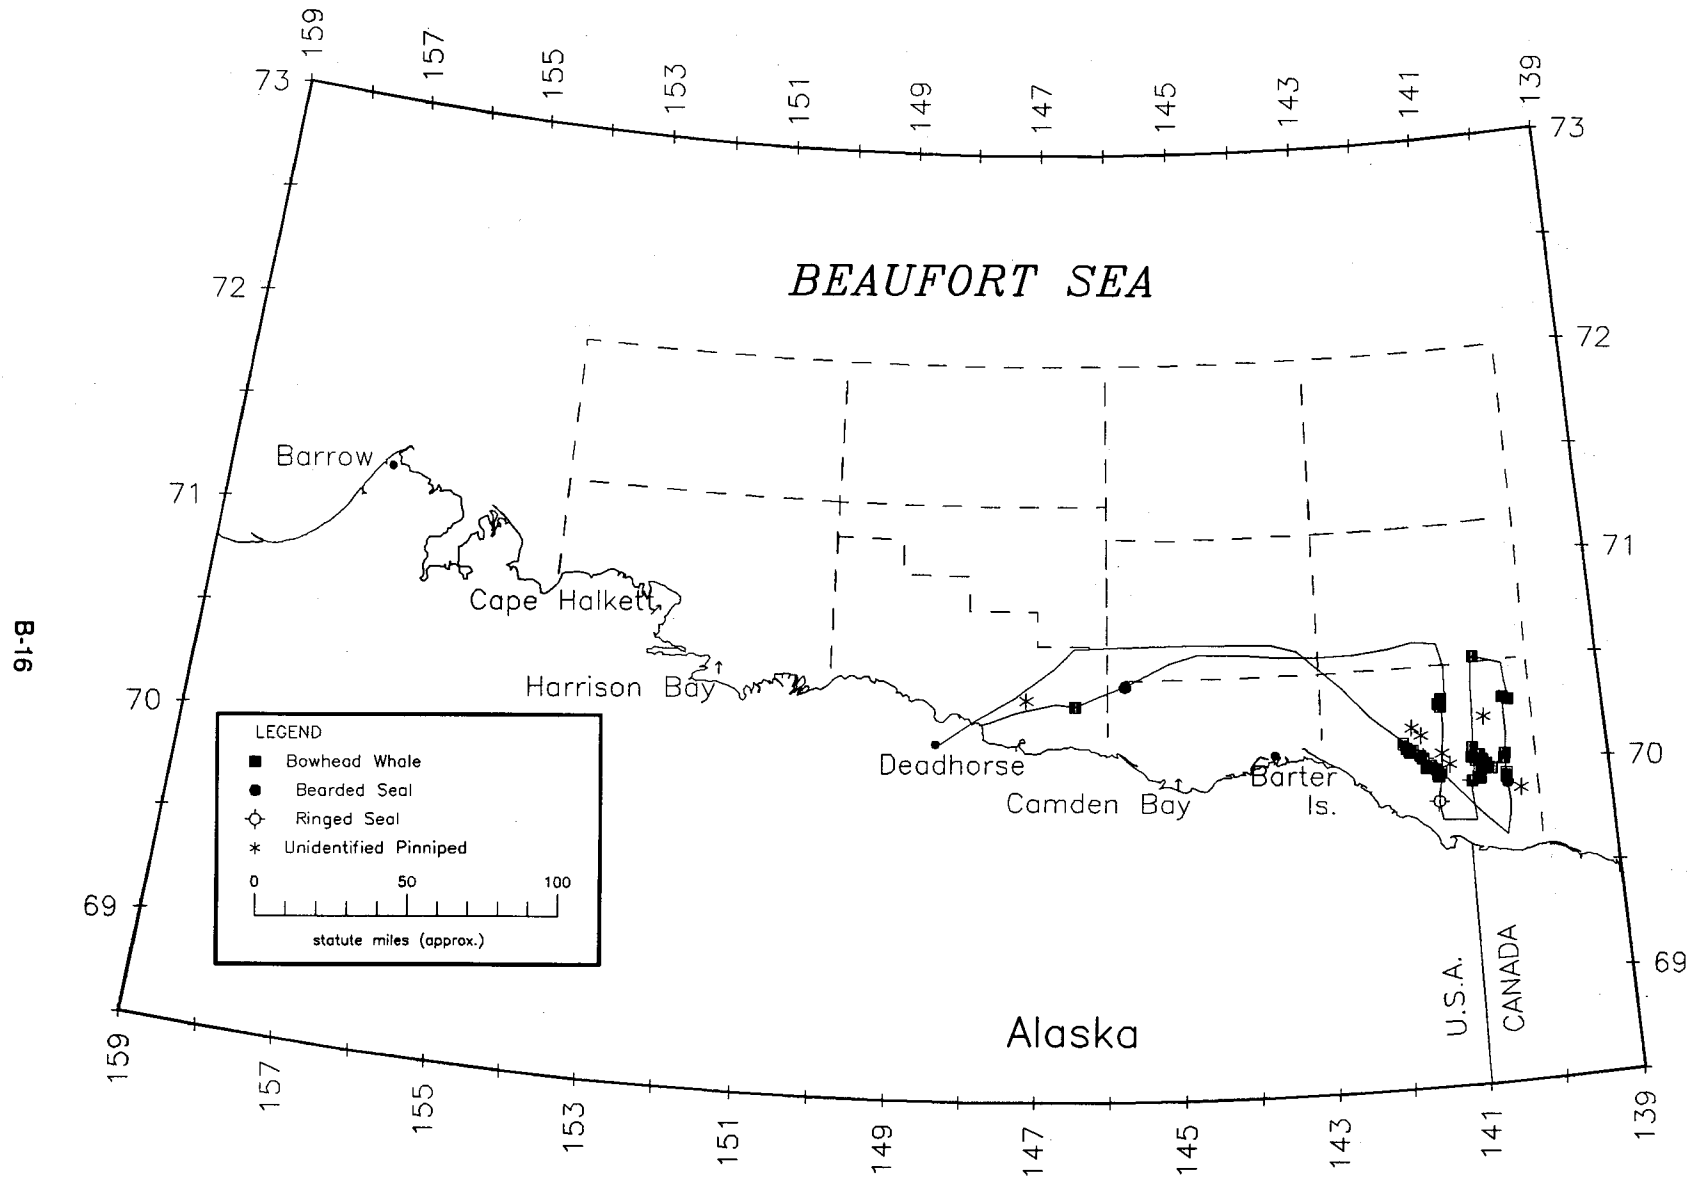 159
157
155
153
151
149
147
145
143
141
139
73
73
BEAUFORT SEA
72
72
Barrow
71
71
Cape Halkett
B-16
Harrison Bay
70
70
Deadhorse
Camden Bay
Barter
Is.
LEGEND
Bowhead Whale
Bearded Seal
Ringed Seal
Unidentified Pinniped
0 50 100
statute miles (approx.)
69
69
U.S.A.
CANADA
Alaska
159
157
155
153
151
149
147
145
143
141
139